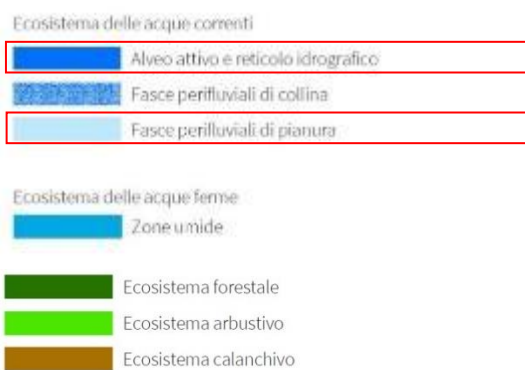 Ecosistema delle acque correnti
Alveo attivo e reticolo idrografico
Fasce perifluviali di collina
Fasce perifluviali di pianura
Ecosistema delle acque ferme
Zone umide
Ecosistema forestale
Ecosistema arbustivo
Ecosistema calanchivo